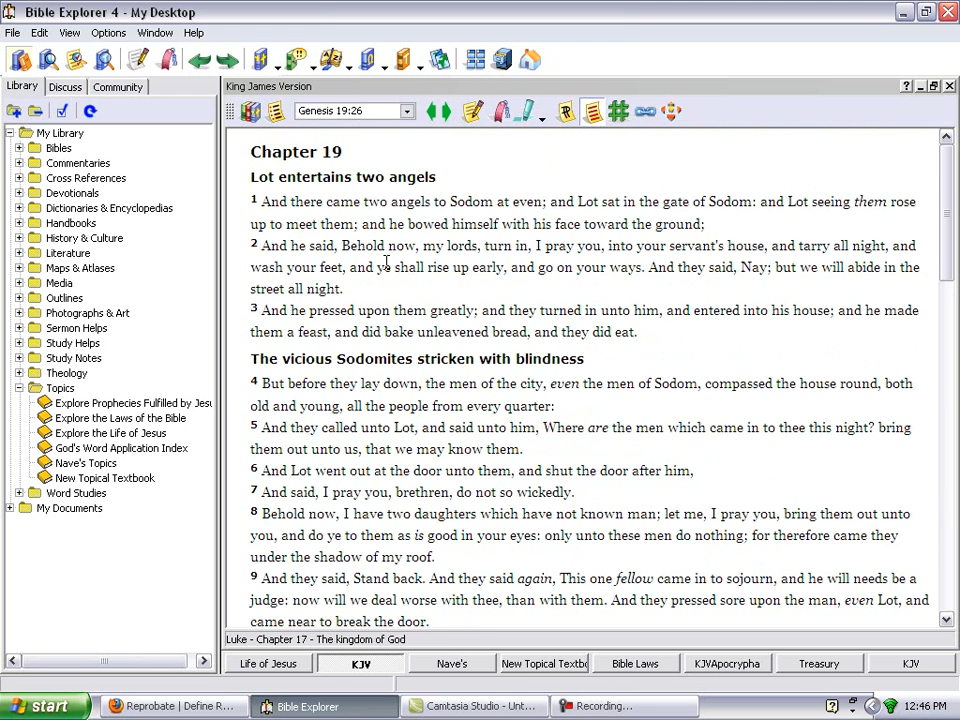 Bible Explorer 4 - My Desktop
File Edit View Options Window Help
Library Discuss Community
King James Version
Genesis 19:26
My Library
Bibles
Commentaries
Cross References
Devotionals
Dictionaries & Encyclopedias
Handbooks
History & Culture
Literature
Maps & Atlases
Media
Outlines
Photographs & Art
Sermon Helps
Study Helps
Study Notes
Theology
Topics
Explore Prophecies Fulfilled by Jesu
Explore the Laws of the Bible
Explore the Life of Jesus
God's Word Application Index
Nave's Topics
New Topical Textbook
Word Studies
My Documents
Chapter 19
Lot entertains two angels
1 And there came two angels to Sodom at even; and Lot sat in the gate of Sodom: and Lot seeing them rose
up to meet them; and he bowed himself with his face toward the ground;
2 And he said, Behold now, my lords, turn in, I pray you, into your servant's house, and tarry all night, and
wash your feet, and ye shall rise up early, and go on your ways. And they said, Nay; but we will abide in the
street all night.
3 And he pressed upon them greatly; and they turned in unto him, and entered into his house; and he made
them a feast, and did bake unleavened bread, and they did eat.
The vicious Sodomites stricken with blindness
4 But before they lay down, the men of the city, even the men of Sodom, compassed the house round, both
old and young, all the people from every quarter:
5 And they called unto Lot, and said unto him, Where are the men which came in to thee this night? bring
them out unto us, that we may know them.
6 And Lot went out at the door unto them, and shut the door after him,
7 And said, I pray you, brethren, do not so wickedly.
8 Behold now, I have two daughters which have not known man; let me, I pray you, bring them out unto
you, and do ye to them as is good in your eyes: only unto these men do nothing; for therefore came they
under the shadow of my roof.
9 And they said, Stand back. And they said again, This one fellow came in to sojourn, and he will needs be a
judge: now will we deal worse with thee, than with them. And they pressed sore upon the man, even Lot, and
came near to break the door.
Luke - Chapter 17 - The kingdom of God
Life of Jesus KJV Nave's New Topical Textbo Bible Laws KJVApocrypha Treasury KJV
start Reprobate | Define R... Bible Explorer Camtasia Studio - Unt... Recording... 12:46 PM